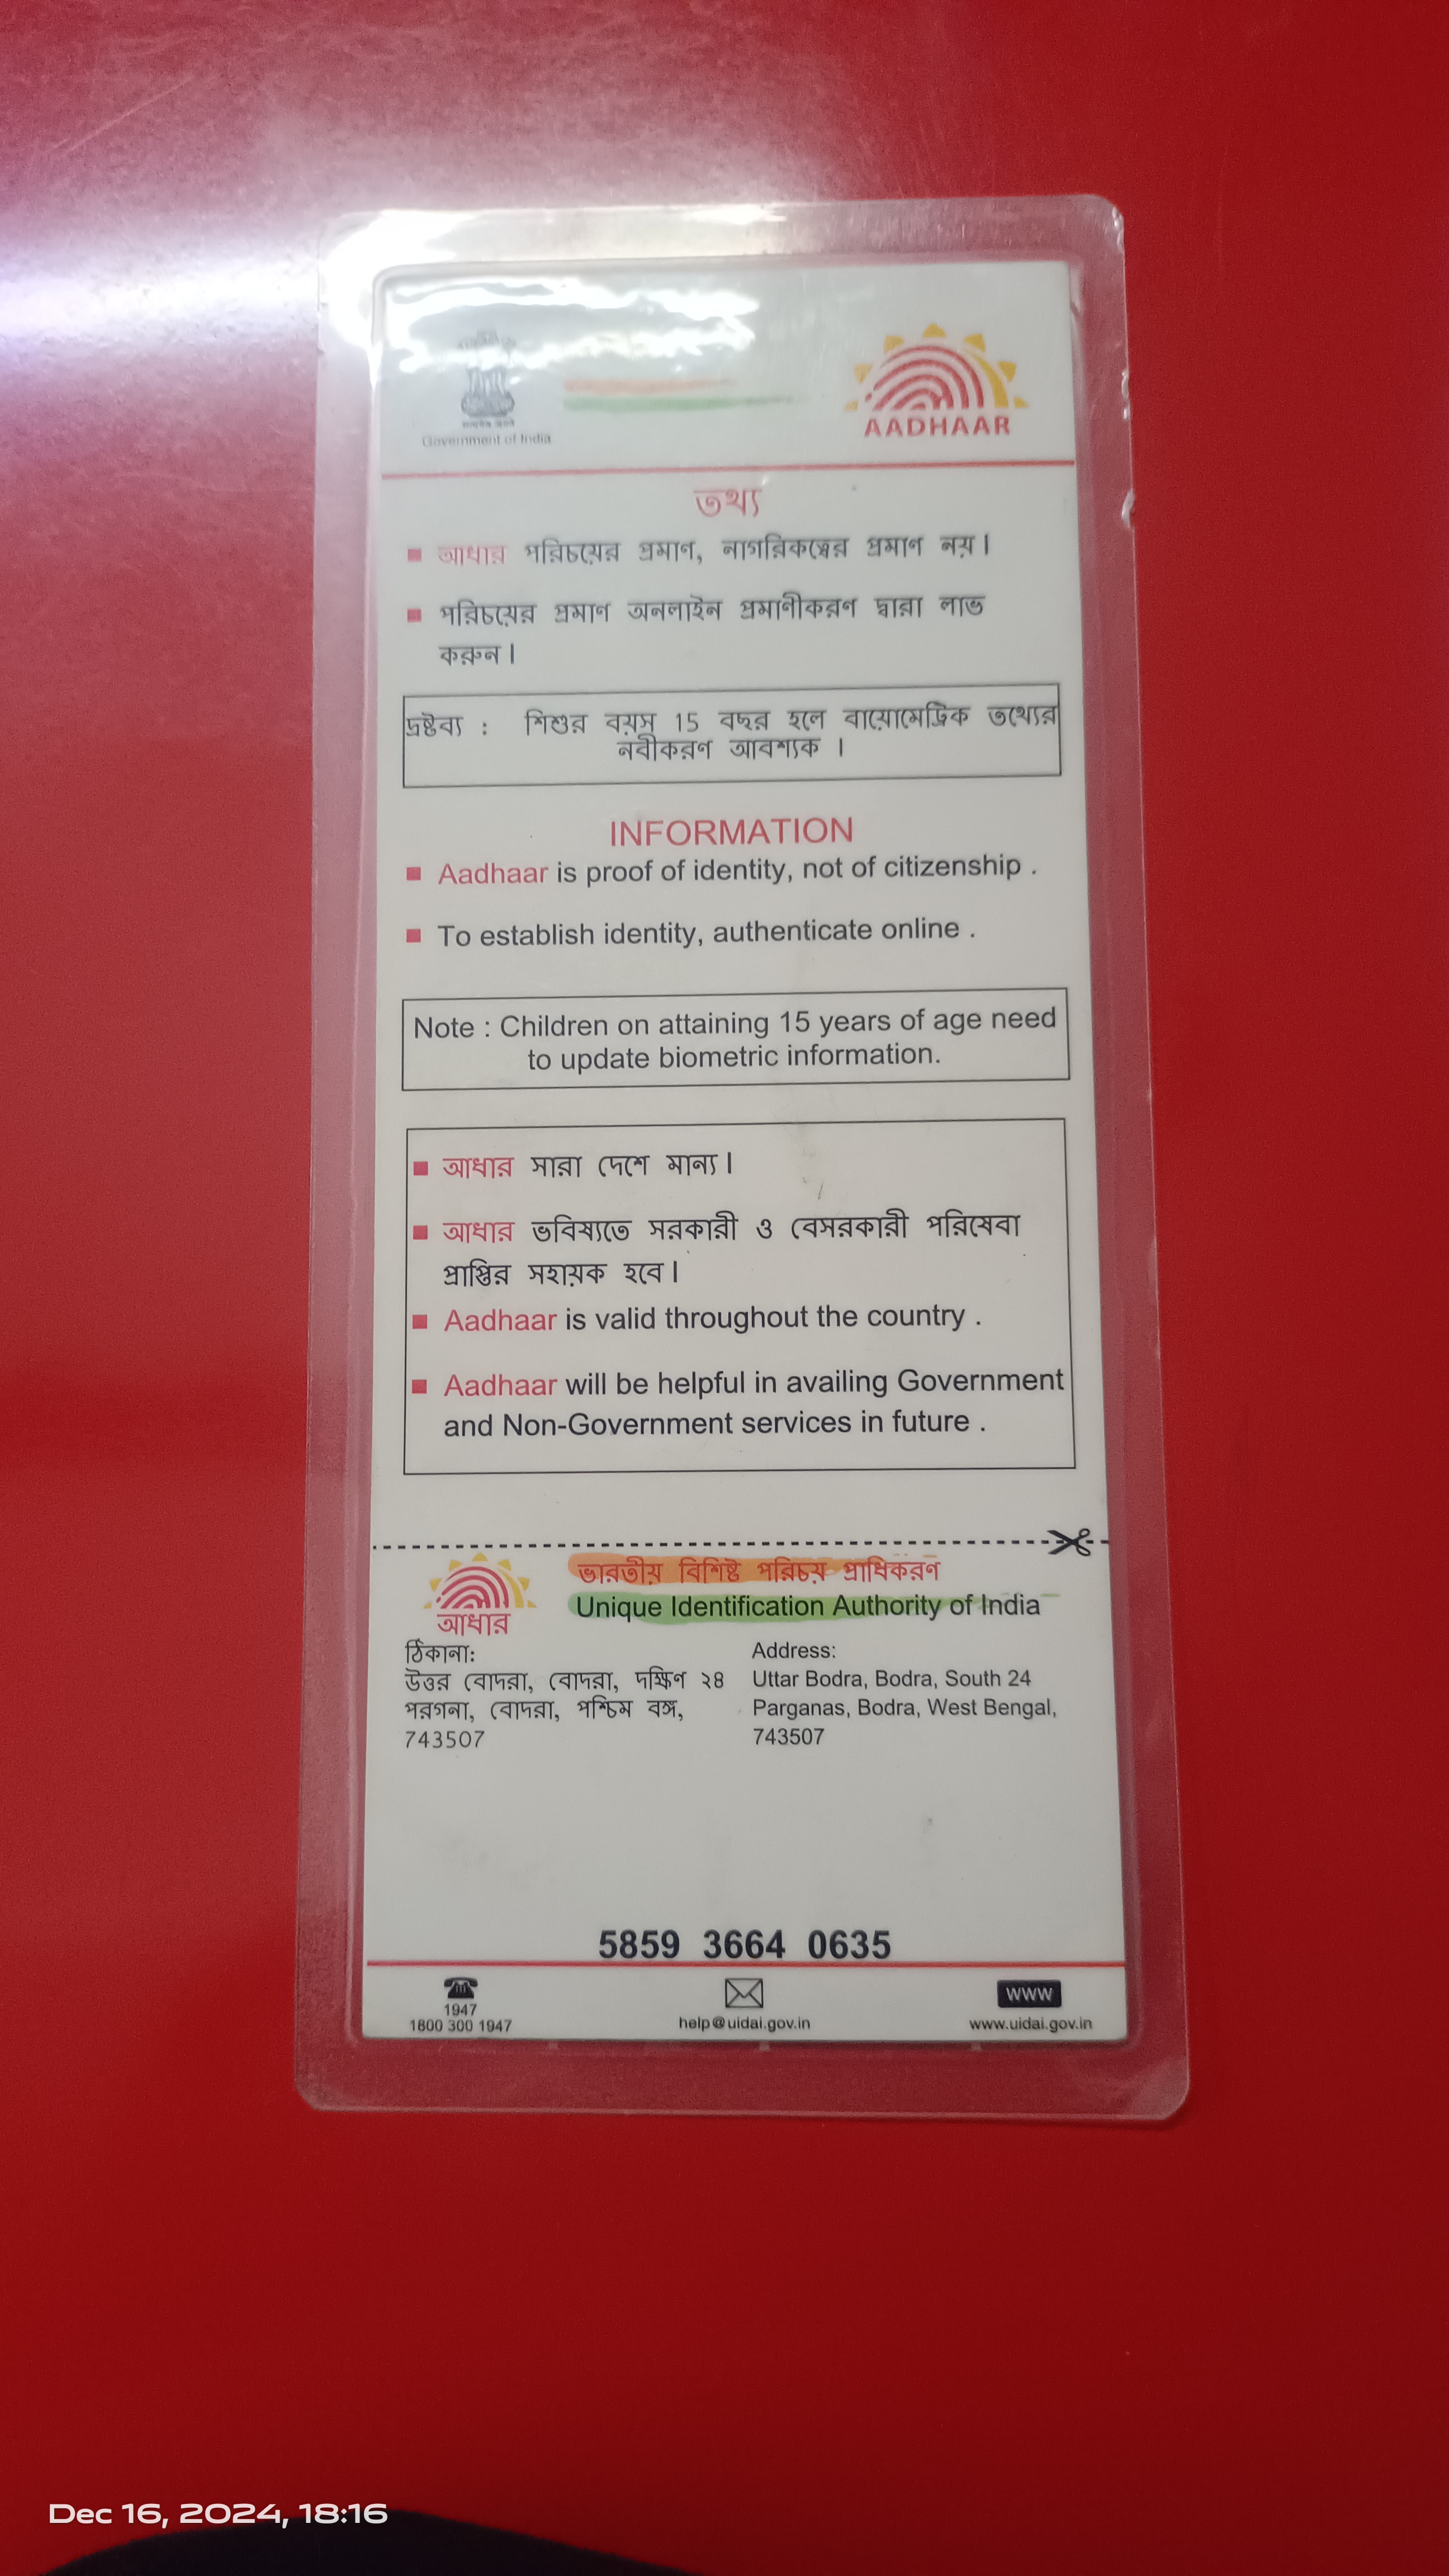 सत्यमेव जयते
Government of India
AADHAAR
তথ্য
আধার পরিচয়ের প্রমাণ, নাগরিকত্বের প্রমাণ নয়।
পরিচয়ের প্রমাণ অনলাইন প্রমাণীকরণ দ্বারা লাভ
করুন।
দ্রষ্টব্য : শিশুর বয়স 15 বছর হলে বায়োমেট্রিক তথ্যের
নবীকরণ আবশ্যক ।
INFORMATION
Aadhaar is proof of identity, not of citizenship .
To establish identity, authenticate online .
Note : Children on attaining 15 years of age need
to update biometric information.
আধার সারা দেশে মান্য।
আধার ভবিষ্যতে সরকারী ও বেসরকারী পরিষেবা
প্রাপ্তির সহায়ক হবে।
Aadhaar is valid throughout the country .
Aadhaar will be helpful in availing Government
and Non-Government services in future .
ভারতীয় বিশিষ্ট পরিচয় প্রাধিকরণ
Unique Identification Authority of India
আধার
ঠিকানা:
উত্তর বোদরা, বোদরা, দক্ষিণ ২৪
পরগনা, বোদরা, পশ্চিম বঙ্গ,
743507
Address:
Uttar Bodra, Bodra, South 24
Parganas, Bodra, West Bengal,
743507
5859 3664 0635
1947
1800 300 1947
help@uidai.gov.in
www
www.uidai.gov.in
Dec 16, 2024, 18:16